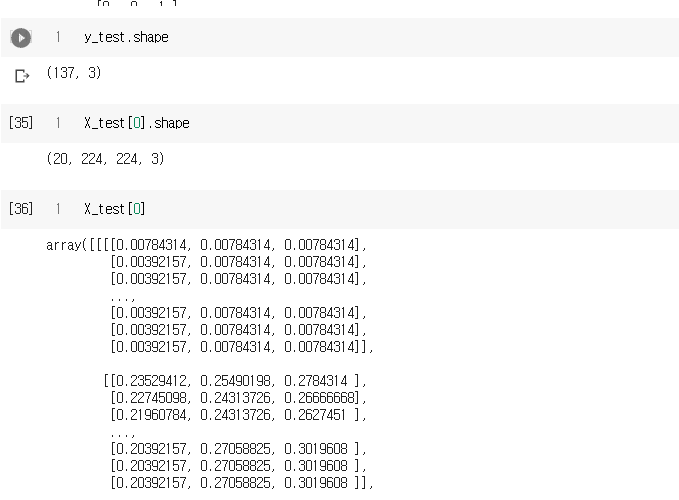 1 y_test.shape
(137, 3)
[35] 1 X_test[0].shape
(20, 224, 224, 3)
[36] 1 X_test[0]
array([[[[0.00784314, 0.00784314, 0.00784314],
[0.00392157, 0.00784314, 0.00784314],
[0.00392157, 0.00784314, 0.00784314],
...,
[0.00392157, 0.00784314, 0.00784314],
[0.00392157, 0.00784314, 0.00784314],
[0.00392157, 0.00784314, 0.00784314]],
[[0.23529412, 0.25490198, 0.2784314 ],
[0.22745098, 0.24313726, 0.26666668],
[0.21960784, 0.24313726, 0.2627451 ],
...,
[0.20392157, 0.27058825, 0.3019608 ],
[0.20392157, 0.27058825, 0.3019608 ],
[0.20392157, 0.27058825, 0.3019608 ]],